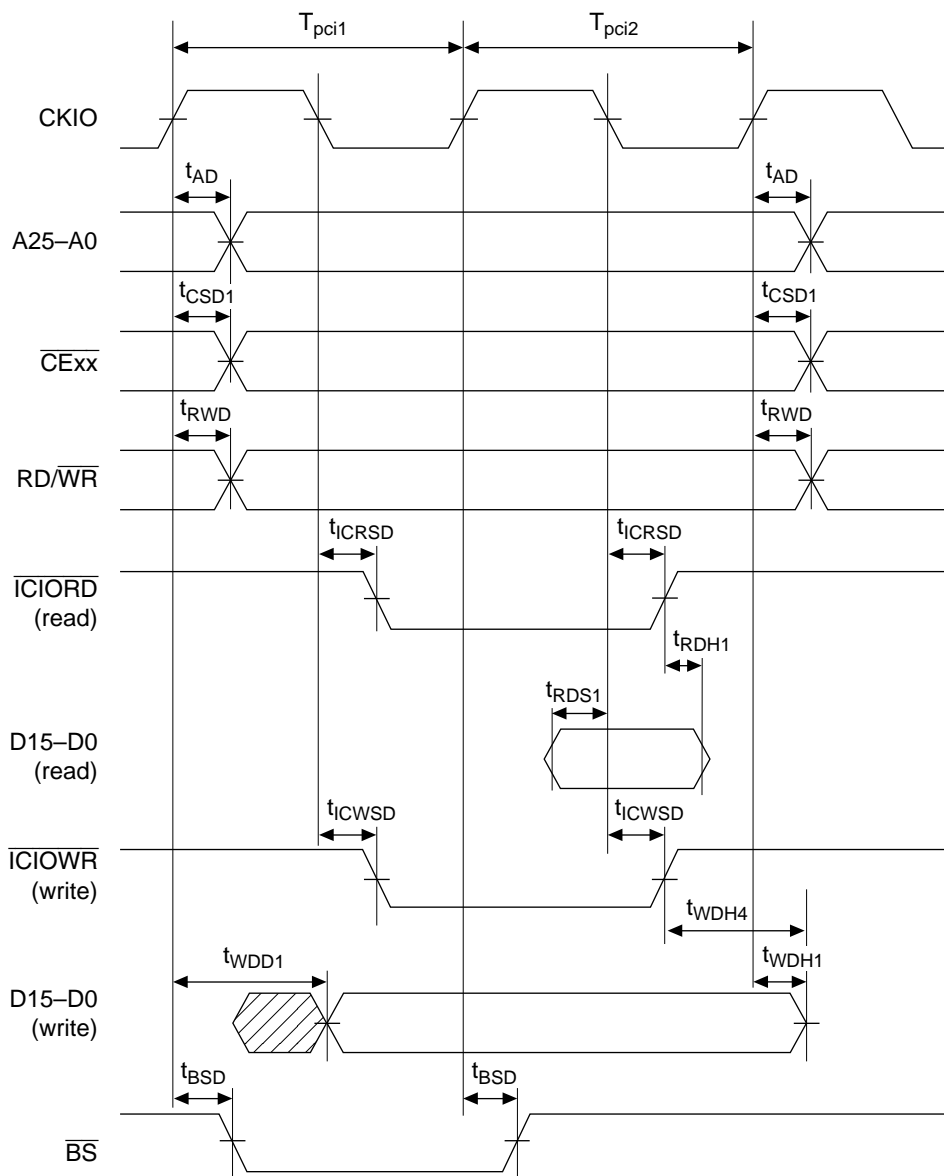 Tpci1 Tpci2
CKIO
tAD tAD
A25–A0
tCSD1 tCSD1
CExx
tRWD tRWD
RD/WR
tICRSD tICRSD
ICIORD
(read)
tRDH1
tRDS1
D15–D0
(read)
tICWSD tICWSD
ICIOWR
(write)
tWDH4
tWDD1 tWDH1
D15–D0
(write)
tBSD tBSD
BS